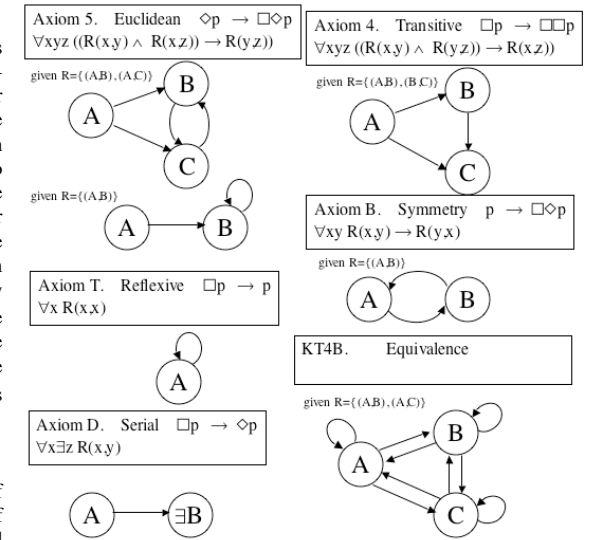 Axiom 5. Euclidean ◇p → □◇p
∀xyz ((R(x,y) ∧ R(x,z)) → R(y,z))
given R={(A,B),(A,C)}
A
B
C
given R={(A,B)}
A
B
Axiom T. Reflexive □p → p
∀x R(x,x)
A
Axiom D. Serial □p → ◇p
∀x∃z R(x,y)
A
∃B
Axiom 4. Transitive □p → □□p
∀xyz ((R(x,y) ∧ R(y,z)) → R(x,z))
given R={(A,B),(B,C)}
A
B
C
Axiom B. Symmetry p → □◇p
∀xy R(x,y) → R(y,x)
given R={(A,B)}
A
B
KT4B. Equivalence
given R={(A,B),(A,C)}
A
B
C